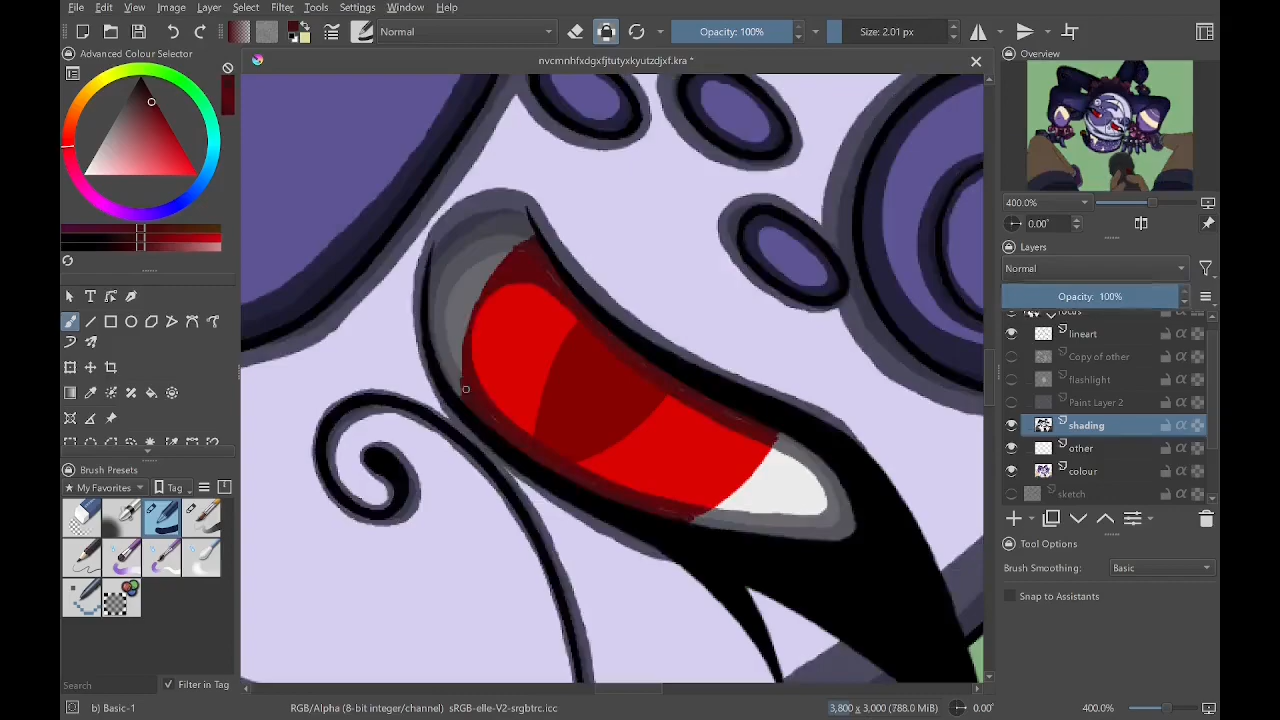 File Edit View Image Layer Select Filter Tools Settings Window Help
Normal Opacity: 100% Size: 2.01 px
Advanced Colour Selector
nvcmnhfxdgxfjtutyxkyutzdjxf.kra *
Overview
400.0%
0.00°
Layers
Normal
Opacity: 100%
lineart
Copy of other
flashlight
Paint Layer 2
shading
other
colour
sketch
Tool Options
Brush Smoothing: Basic
Snap to Assistants
Brush Presets
My Favorites Tag
Search Filter in Tag
b) Basic-1 RGB/Alpha (8-bit integer/channel) sRGB-elle-V2-srgbtrc.icc 3,800 x 3,000 (788.0 MiB) 0.00° 400.0%